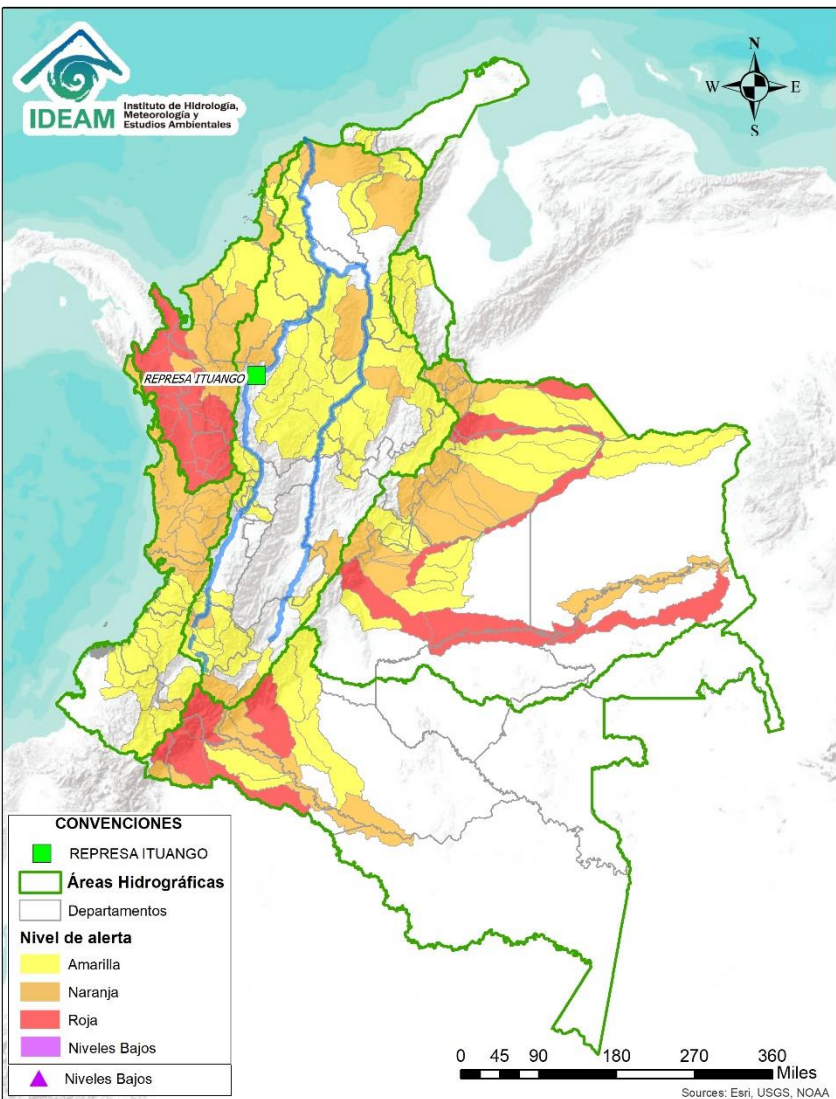 IDEAM
Instituto de Hidrología,
Meteorología y
Estudios Ambientales
N
W
E
S
REPRESA ITUANGO
CONVENCIONES
REPRESA ITUANGO
Áreas Hidrográficas
Departamentos
Nivel de alerta
Amarilla
Naranja
Roja
Niveles Bajos
Niveles Bajos
0 45 90 180 270 360
Miles
Sources: Esri, USGS, NOAA